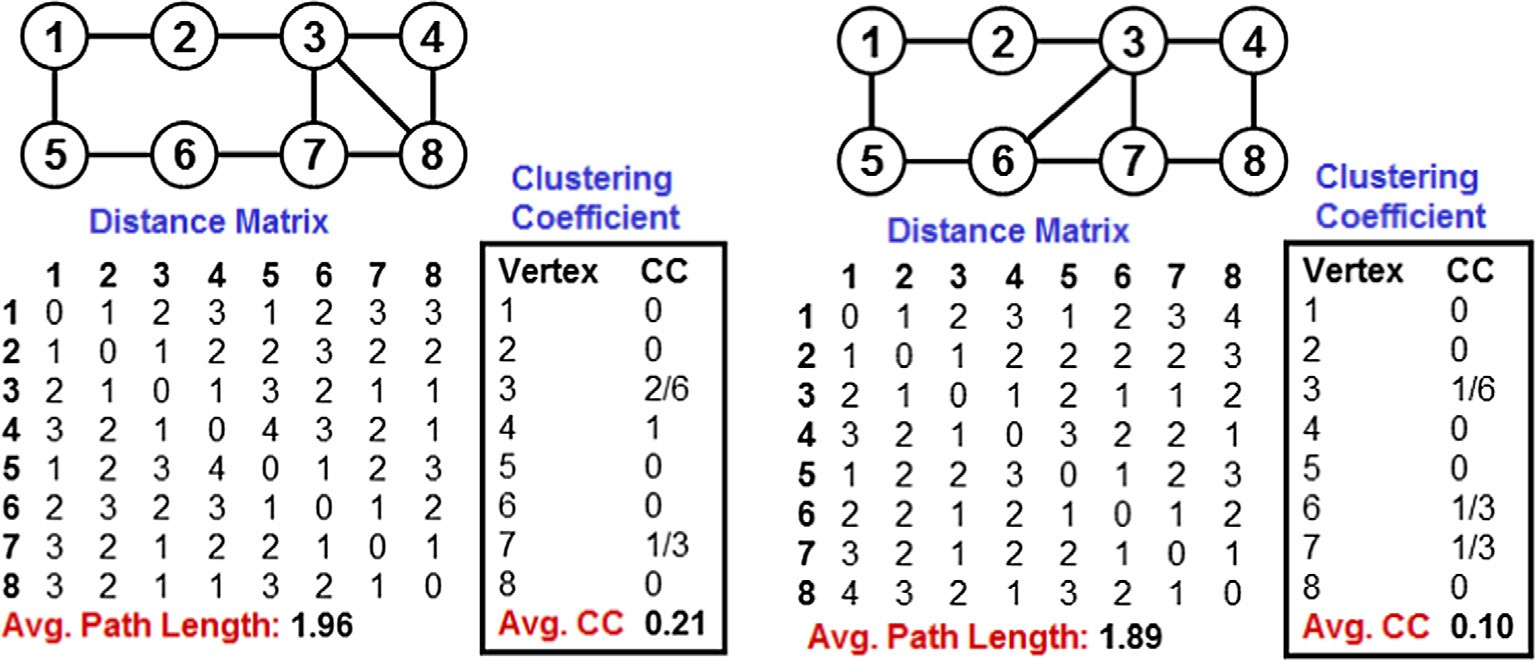 1 2 3 4
5 6 7 8
Distance Matrix
1 2 3 4 5 6 7 8
1 0 1 2 3 1 2 3 3
2 1 0 1 2 2 3 2 2
3 2 1 0 1 3 2 1 1
4 3 2 1 0 4 3 2 1
5 1 2 3 4 0 1 2 3
6 2 3 2 3 1 0 1 2
7 3 2 1 2 2 1 0 1
8 3 2 1 1 3 2 1 0
Avg. Path Length: 1.96
Clustering
Coefficient
Vertex CC
1 0
2 0
3 2/6
4 1
5 0
6 0
7 1/3
8 0
Avg. CC 0.21
1 2 3 4
5 6 7 8
Distance Matrix
1 2 3 4 5 6 7 8
1 0 1 2 3 1 2 3 4
2 1 0 1 2 2 2 2 3
3 2 1 0 1 2 1 1 2
4 3 2 1 0 3 2 2 1
5 1 2 2 3 0 1 2 3
6 2 2 1 2 1 0 1 2
7 3 2 1 2 2 1 0 1
8 4 3 2 1 3 2 1 0
Avg. Path Length: 1.89
Clustering
Coefficient
Vertex CC
1 0
2 0
3 1/6
4 0
5 0
6 1/3
7 1/3
8 0
Avg. CC 0.10